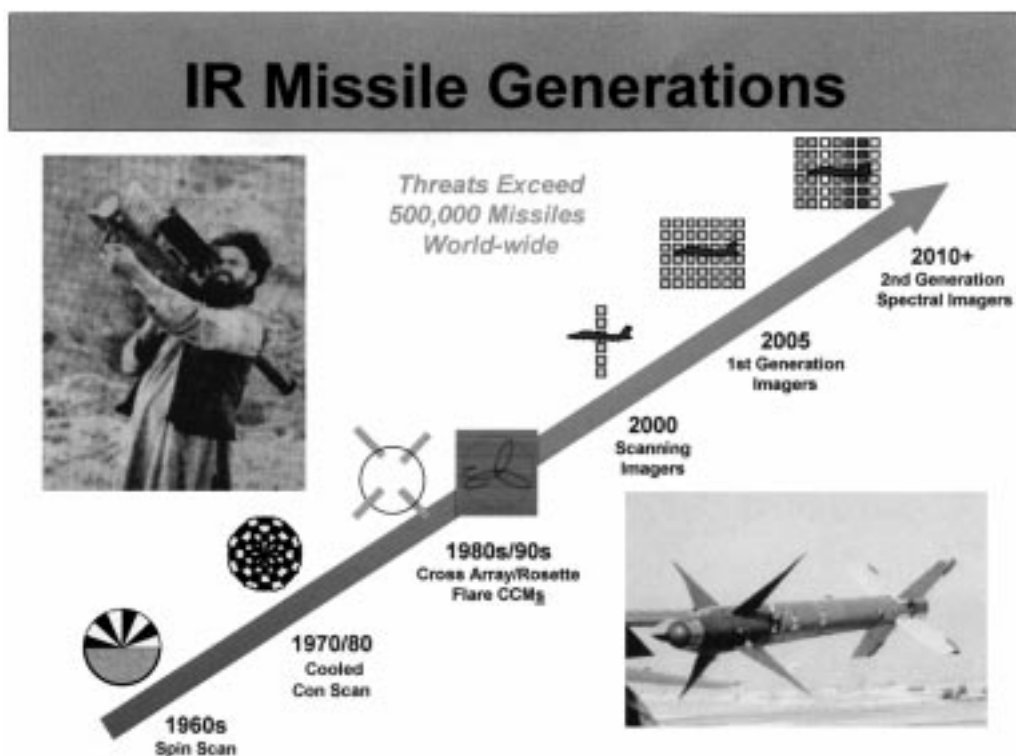 IR Missile Generations
Threats Exceed
500,000 Missiles
World-wide
2010+
2nd Generation
Spectral Imagers
2005
1st Generation
Imagers
2000
Scanning
Imagers
1980s/90s
Cross Array/Rosette
Flare CCMs
1970/80
Cooled
Con Scan
1960s
Spin Scan